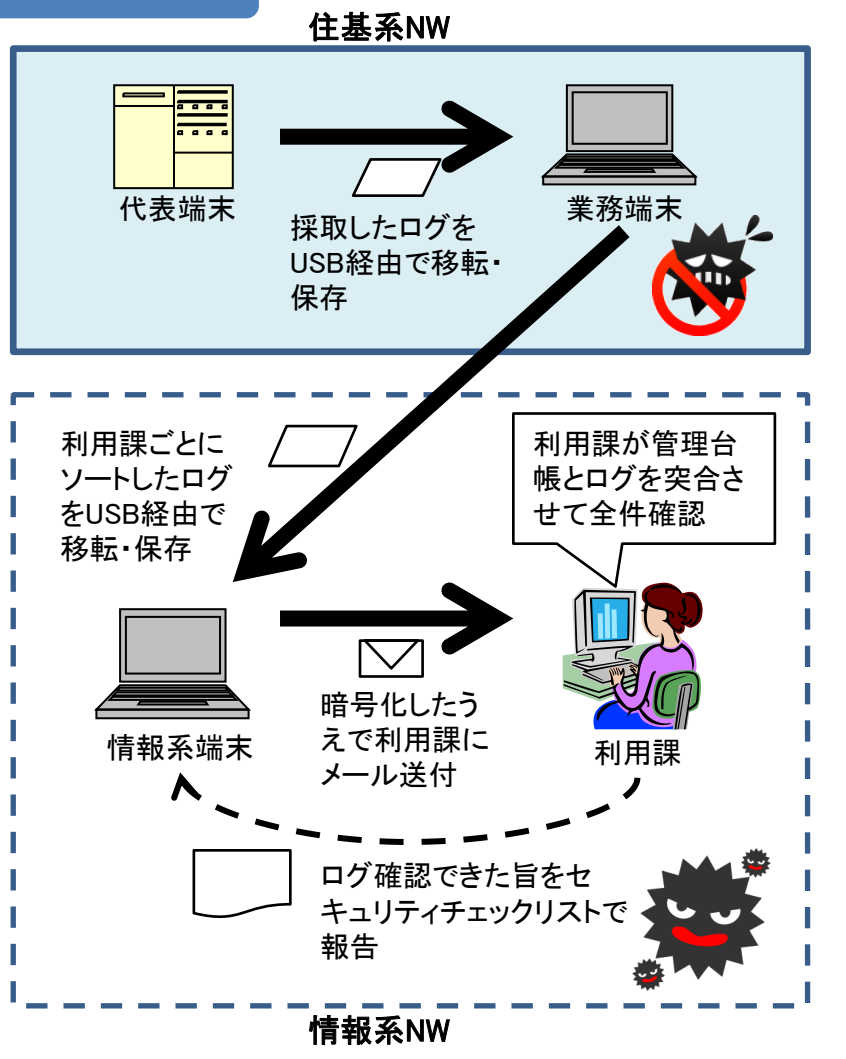 住基系NW
代表端末
業務端末
採取したログを
USB経由で移転・
保存
利用課ごとに
ソートしたログ
をUSB経由で
移転・保存
利用課が管理台
帳とログを突合さ
せて全件確認
情報系端末
暗号化したう
えで利用課に
メール送付
利用課
ログ確認できた旨をセ
キュリティチェックリストで
報告
情報系NW